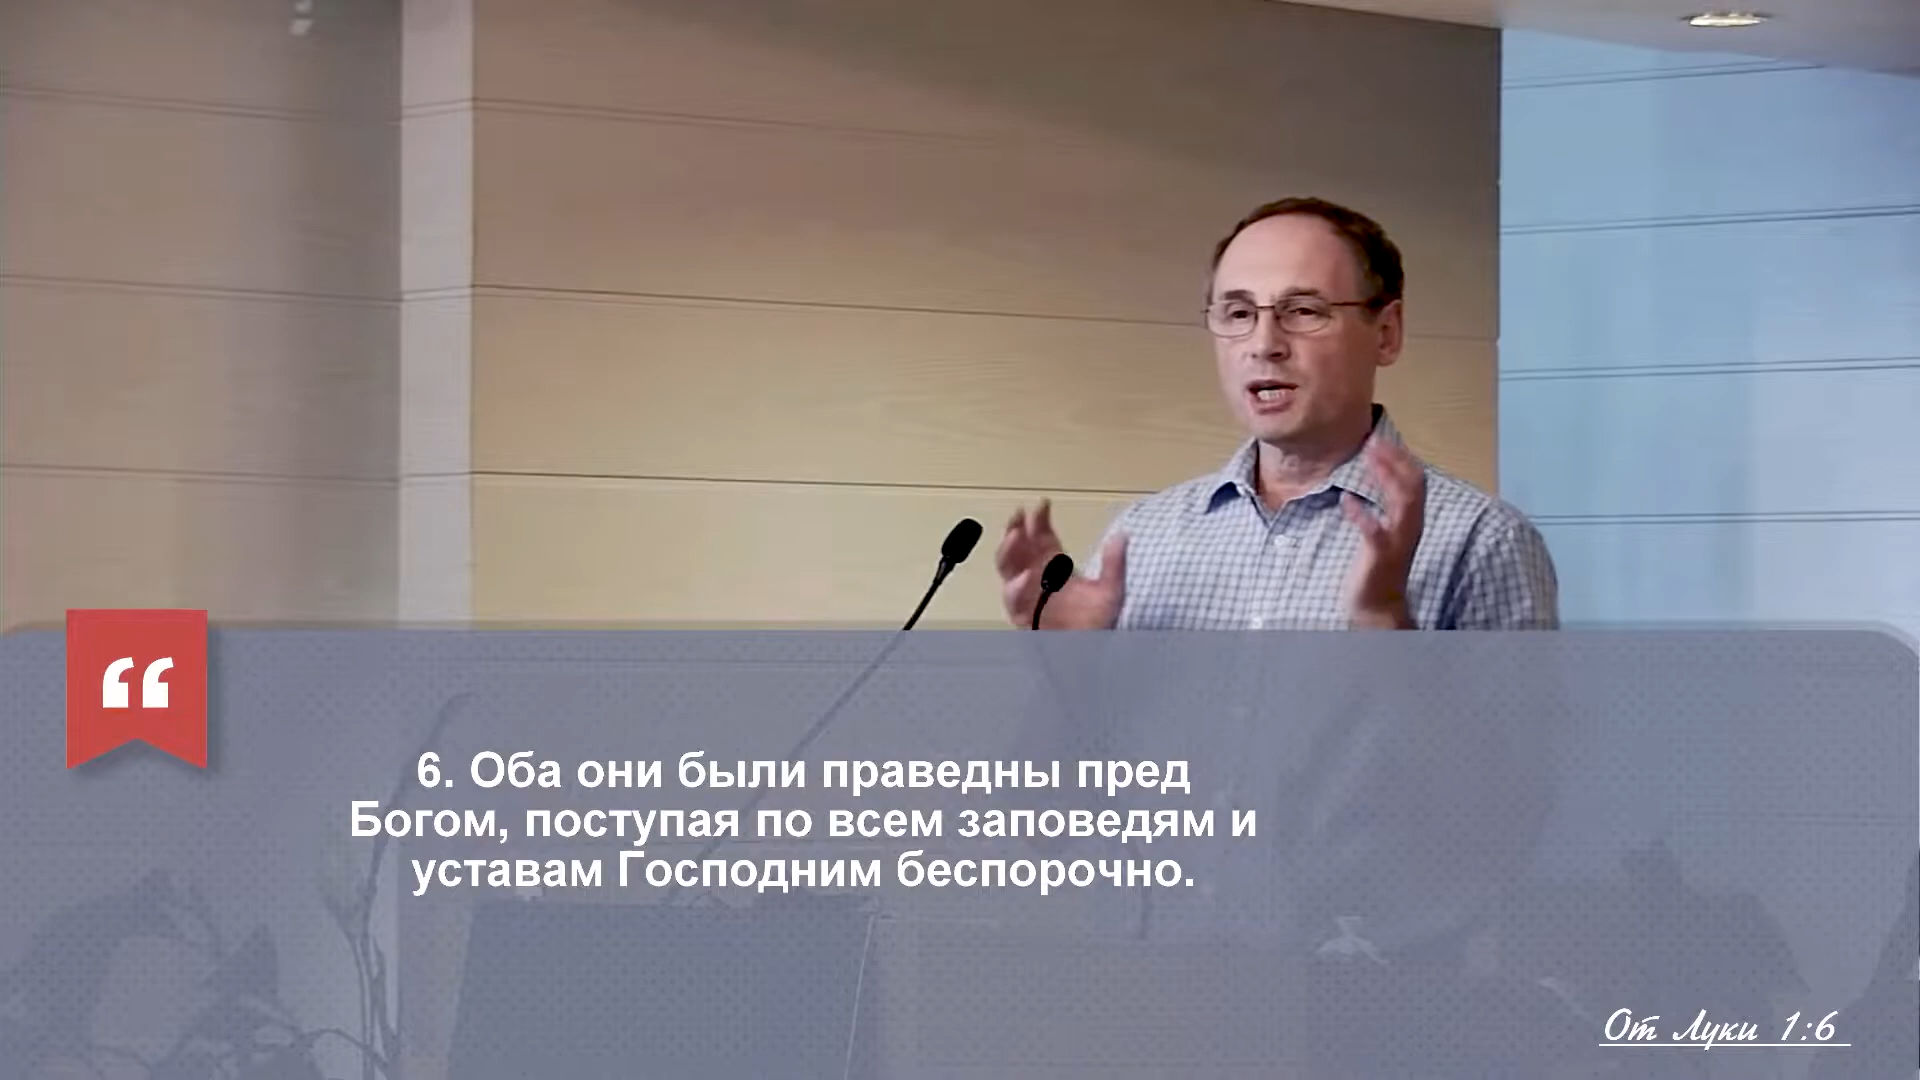 6. Оба они были праведны пред
Богом, поступая по всем заповедям и
уставам Господним беспорочно.
От Луки 1:6